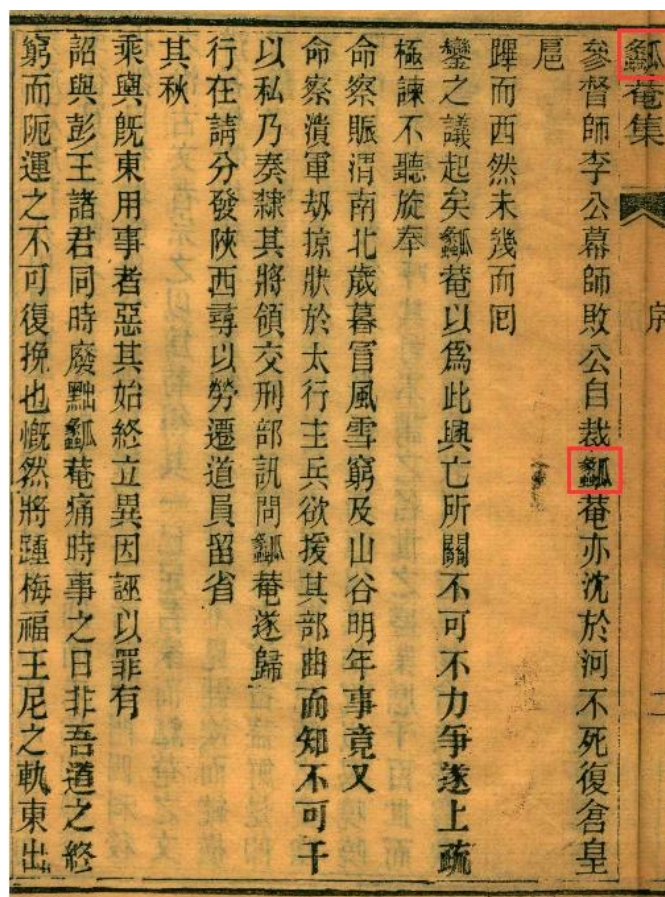 瓥菴集 序 二
參督師李公幕師敗公自裁瓥菴亦沈於河不死復倉皇
扈
蹕而西然未幾而回
鑾之議起矣瓥菴以爲此興亡所關不可不力争遂上疏
極諫不聽旋奉
命察賑渭南北歲暮冒風雪窮及山谷明年事竟又
命察潰軍刼掠狀於太行主兵欲援其部曲而知不可干
以私乃奏隸其將領交刑部訊問瓥菴遂歸
行在請分發陝西尋以勞遷道員留省
其秋
乘輿旣東用事者惡其始終立異因誣以罪有
詔與彭王諸君同時廢黜瓥菴痛時事之日非吾道之終
窮而阨運之不可復挽也慨然將踵梅福王尼之軌東出